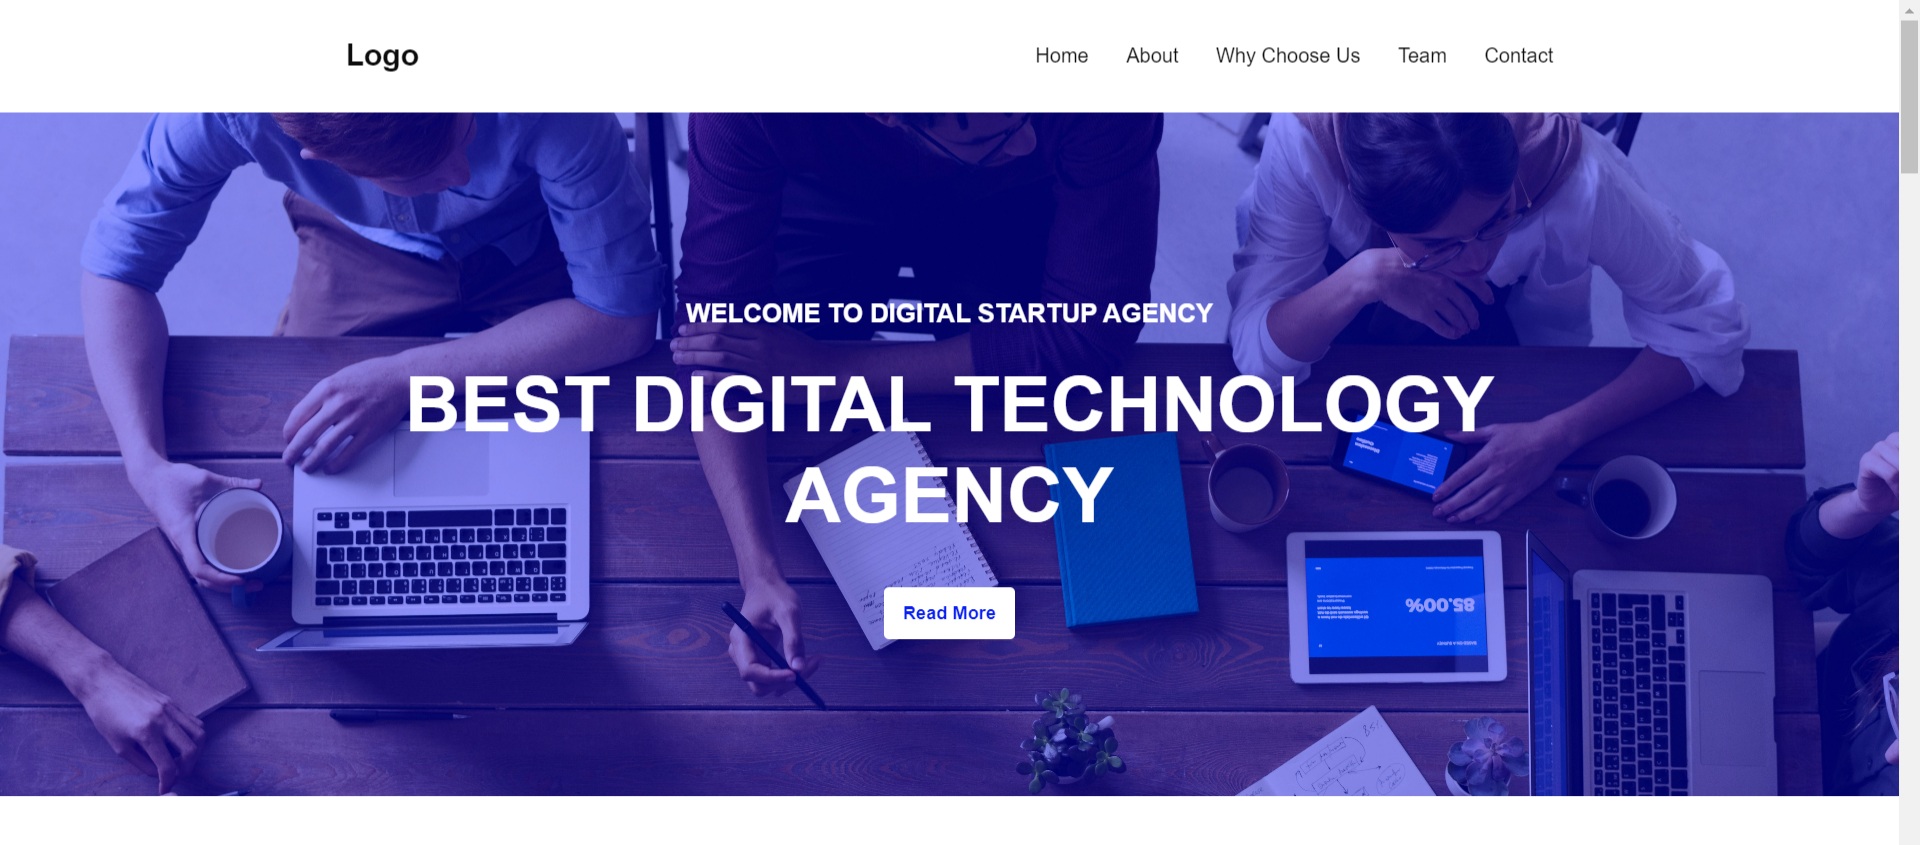 Logo
Home About Why Choose Us Team Contact
WELCOME TO DIGITAL STARTUP AGENCY
BEST DIGITAL TECHNOLOGY
AGENCY
Read More
85.00%